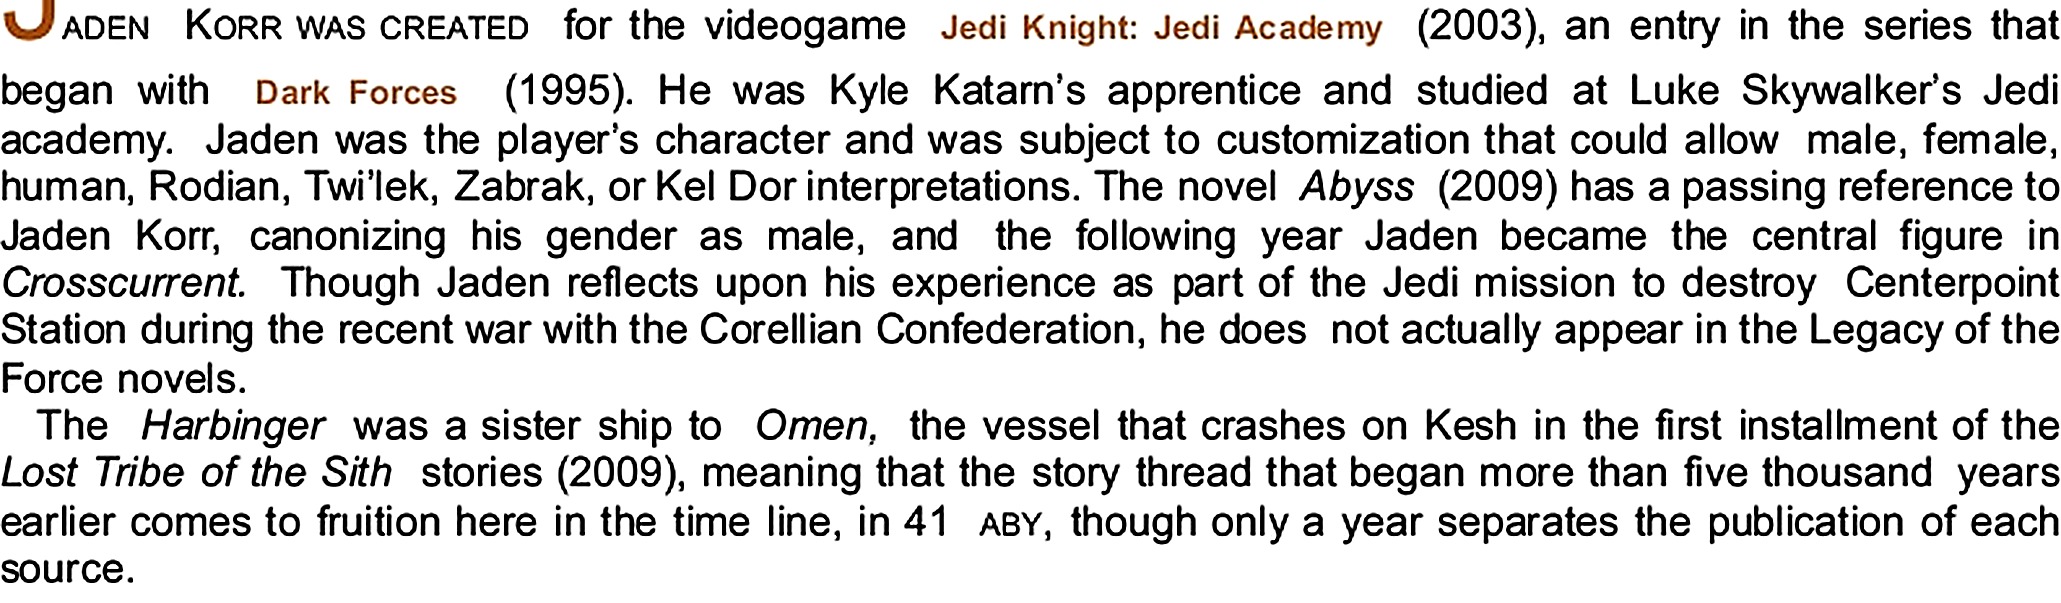 JADEN KORR WAS CREATED for the videogame Jedi Knight: Jedi Academy (2003), an entry in the series that
began with Dark Forces (1995). He was Kyle Katarn's apprentice and studied at Luke Skywalker's Jedi
academy. Jaden was the player's character and was subject to customization that could allow male, female,
human, Rodian, Twi'lek, Zabrak, or Kel Dor interpretations. The novel Abyss (2009) has a passing reference to
Jaden Korr, canonizing his gender as male, and the following year Jaden became the central figure in
Crosscurrent. Though Jaden reflects upon his experience as part of the Jedi mission to destroy Centerpoint
Station during the recent war with the Corellian Confederation, he does not actually appear in the Legacy of the
Force novels.
The Harbinger was a sister ship to Omen, the vessel that crashes on Kesh in the first installment of the
Lost Tribe of the Sith stories (2009), meaning that the story thread that began more than five thousand years
earlier comes to fruition here in the time line, in 41 ABY, though only a year separates the publication of each
source.